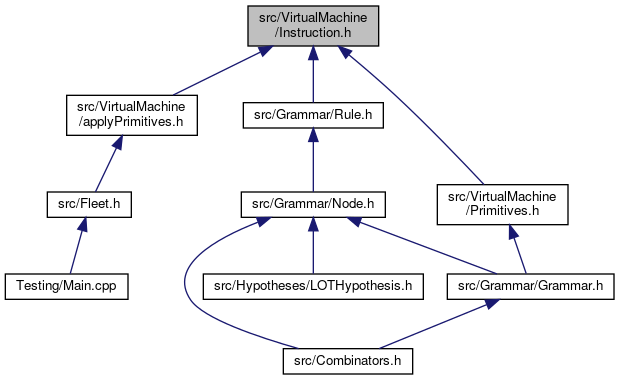 src/VirtualMachine
/Instruction.h
src/VirtualMachine
/applyPrimitives.h
src/Grammar/Rule.h
src/Fleet.h
src/Grammar/Node.h
src/VirtualMachine
/Primitives.h
Testing/Main.cpp
src/Hypotheses/LOTHypothesis.h
src/Grammar/Grammar.h
src/Combinators.h